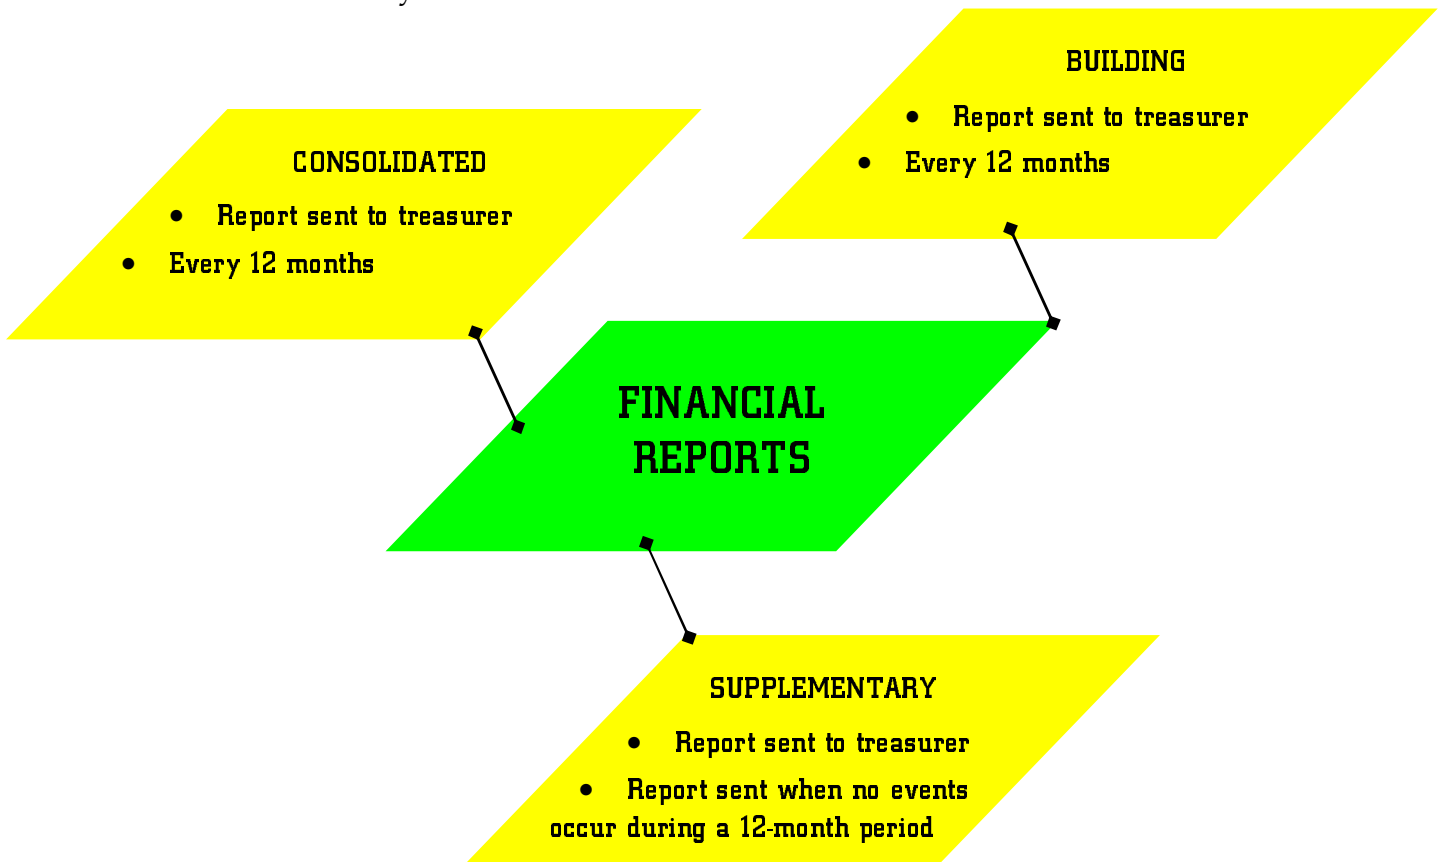 BUILDING
● Report sent to treasurer
● Every 12 months
CONSOLIDATED
● Report sent to treasurer
● Every 12 months
FINANCIAL
REPORTS
SUPPLEMENTARY
● Report sent to treasurer
● Report sent when no events
occur during a 12-month period